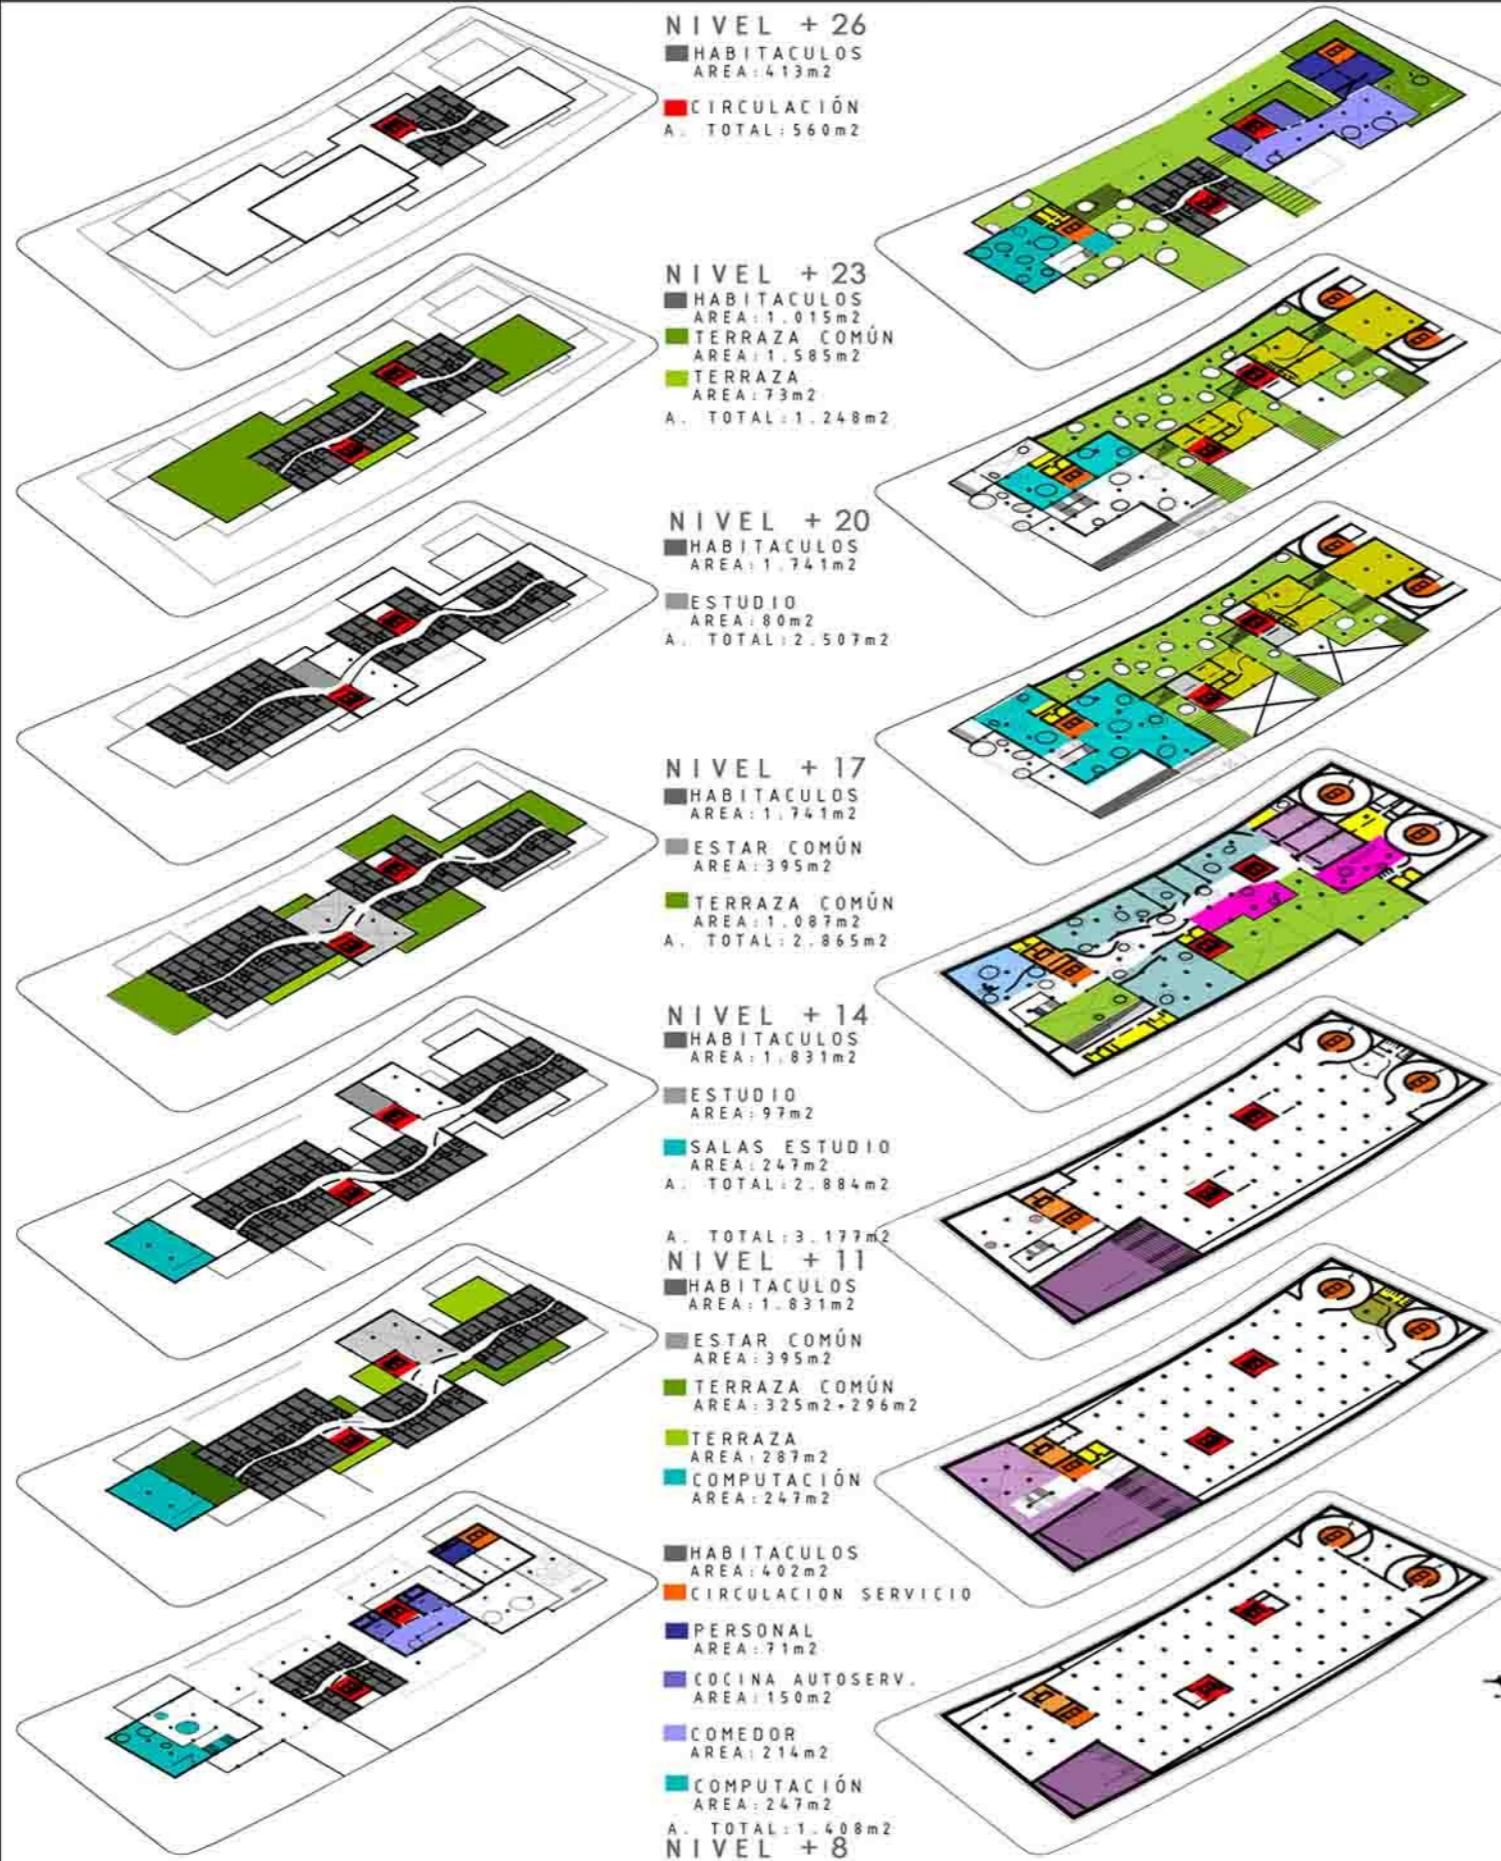 NIVEL + 26
HABITACULOS
AREA:413m2
CIRCULACIÓN
A. TOTAL:560m2
NIVEL + 23
HABITACULOS
AREA:1.015m2
TERRAZA COMÚN
AREA:1.585m2
TERRAZA
AREA:73m2
A. TOTAL:1.248m2
NIVEL + 20
HABITACULOS
AREA:1.741m2
ESTUDIO
AREA:80m2
A. TOTAL:2.507m2
NIVEL + 17
HABITACULOS
AREA:1.741m2
ESTAR COMÚN
AREA:395m2
TERRAZA COMÚN
AREA:1.087m2
A. TOTAL:2.865m2
NIVEL + 14
HABITACULOS
AREA:1.831m2
ESTUDIO
AREA:97m2
SALAS ESTUDIO
AREA:247m2
A. TOTAL:2.884m2
A. TOTAL:3.177m2
NIVEL + 11
HABITACULOS
AREA:1.831m2
ESTAR COMÚN
AREA:395m2
TERRAZA COMÚN
AREA:325m2+296m2
TERRAZA
AREA:287m2
COMPUTACIÓN
AREA:247m2
HABITACULOS
AREA:402m2
CIRCULACION SERVICIO
PERSONAL
AREA:71m2
COCINA AUTOSERV.
AREA:150m2
COMEDOR
AREA:214m2
COMPUTACIÓN
AREA:247m2
A. TOTAL:1.408m2
NIVEL + 8